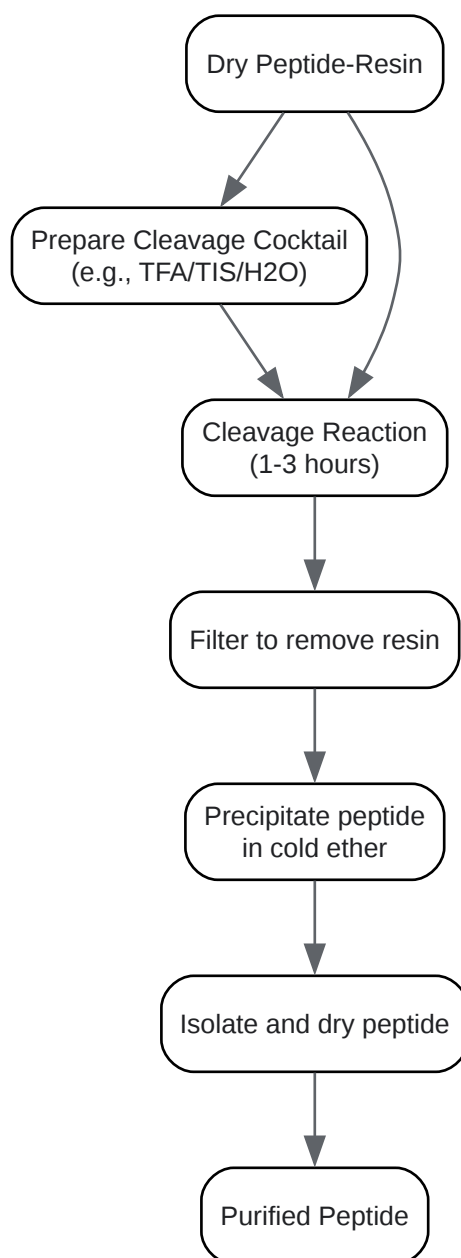 Dry Peptide-Resin
Prepare Cleavage Cocktail
(e.g., TFA/TIS/H2O)
Cleavage Reaction
(1-3 hours)
Filter to remove resin
Precipitate peptide
in cold ether
Isolate and dry peptide
Purified Peptide